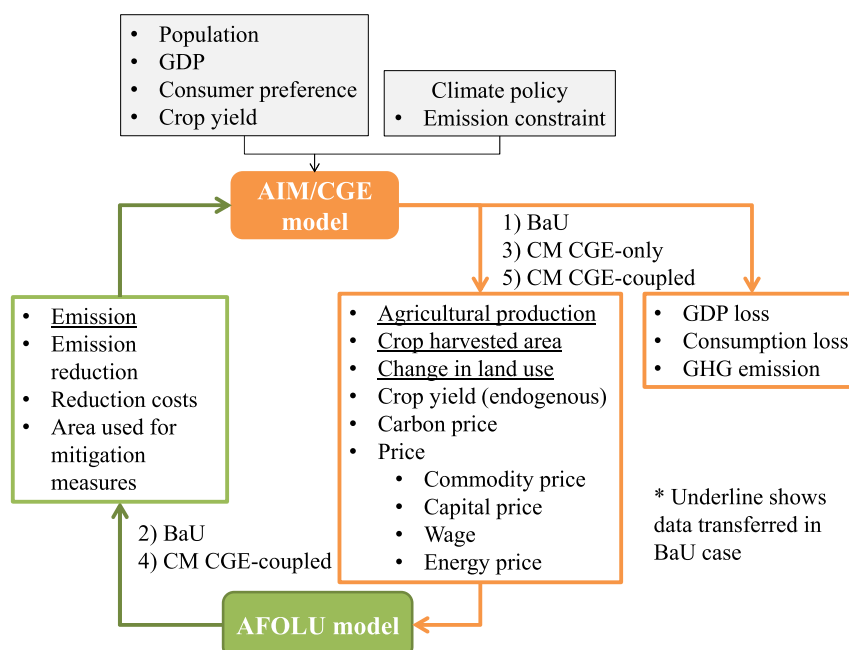 • Population
• GDP
• Consumer preference
• Crop yield
Climate policy
• Emission constraint
AIM/CGE
model
1) BaU
3) CM CGE-only
5) CM CGE-coupled
• Emission
• Emission
reduction
• Reduction costs
• Area used for
mitigation
measures
• Agricultural production
• Crop harvested area
• Change in land use
• Crop yield (endogenous)
• Carbon price
• Price
• Commodity price
• Capital price
• Wage
• Energy price
• GDP loss
• Consumption loss
• GHG emission
* Underline shows
data transferred in
BaU case
2) BaU
4) CM CGE-coupled
AFOLU model